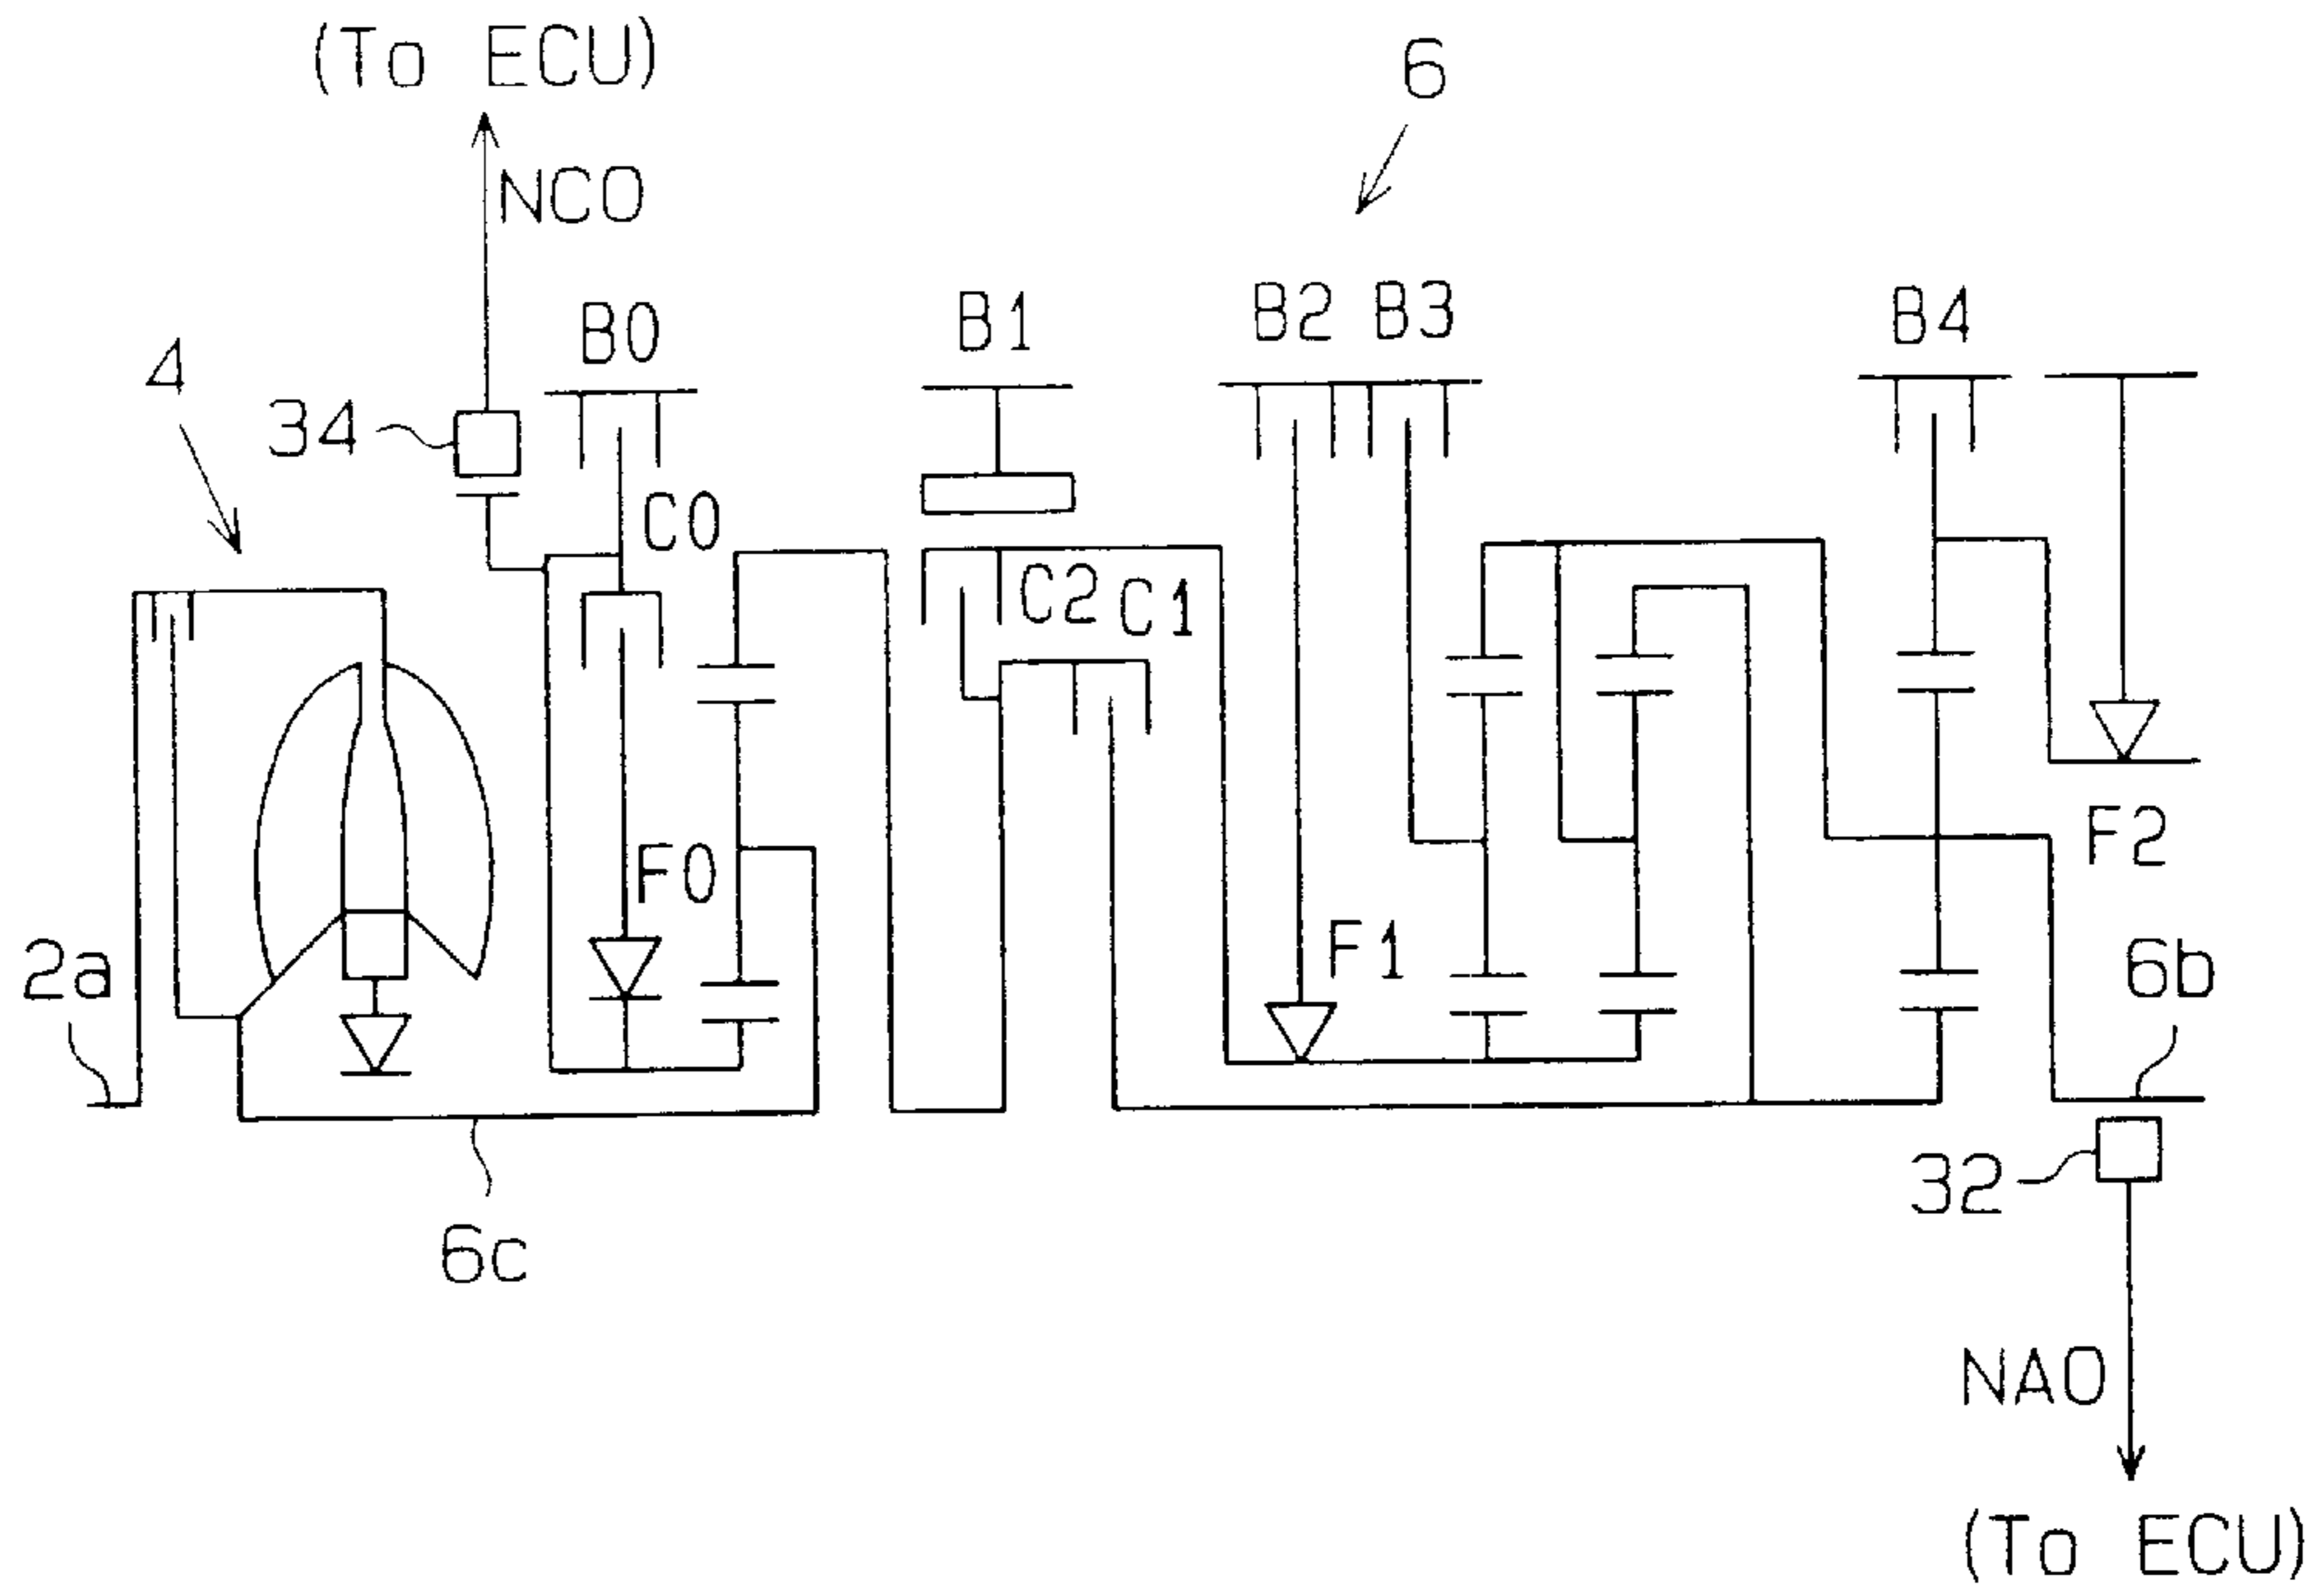 (To ECU)
6
NCO
B0
B1
B2
B3
B4
4
34
C0
C2
C1
F2
F0
F1
2a
6b
32
6c
NAO
(To ECU)